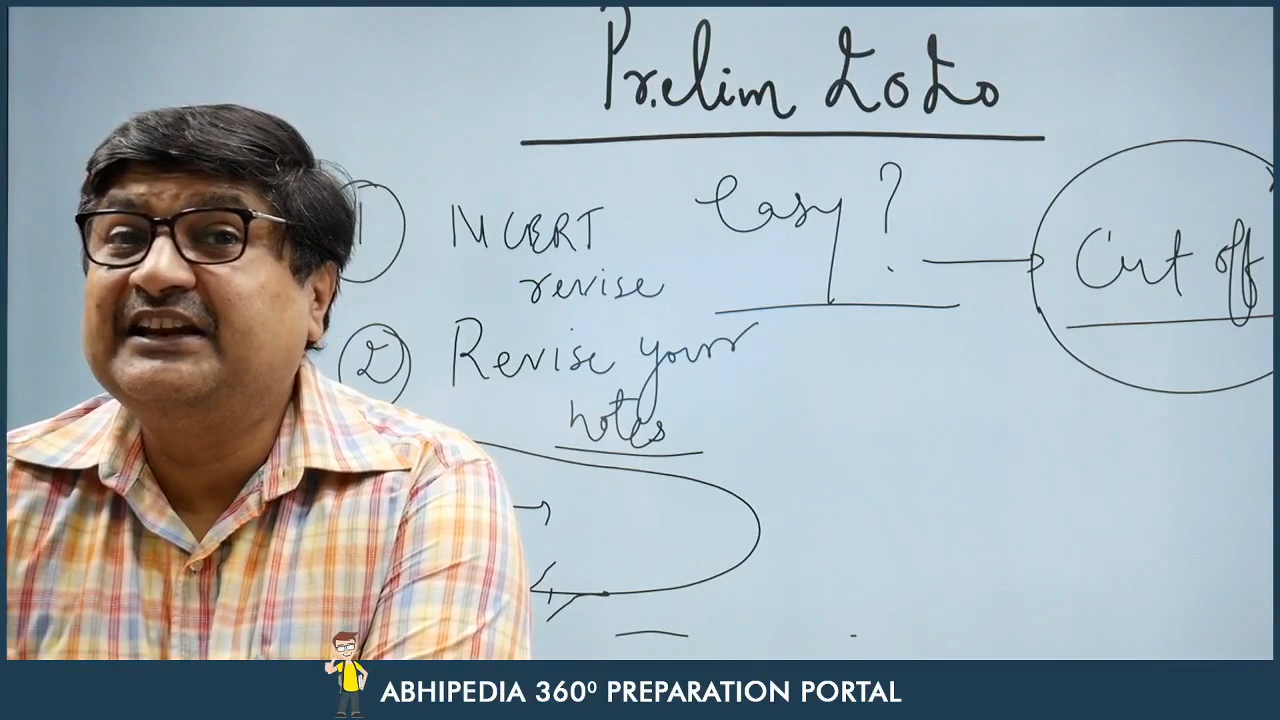 Prelim 2020
1 NCERT
revise
Easy ?
Cut off
2 Revise your
notes
ABHIPEDIA 360⁰ PREPARATION PORTAL